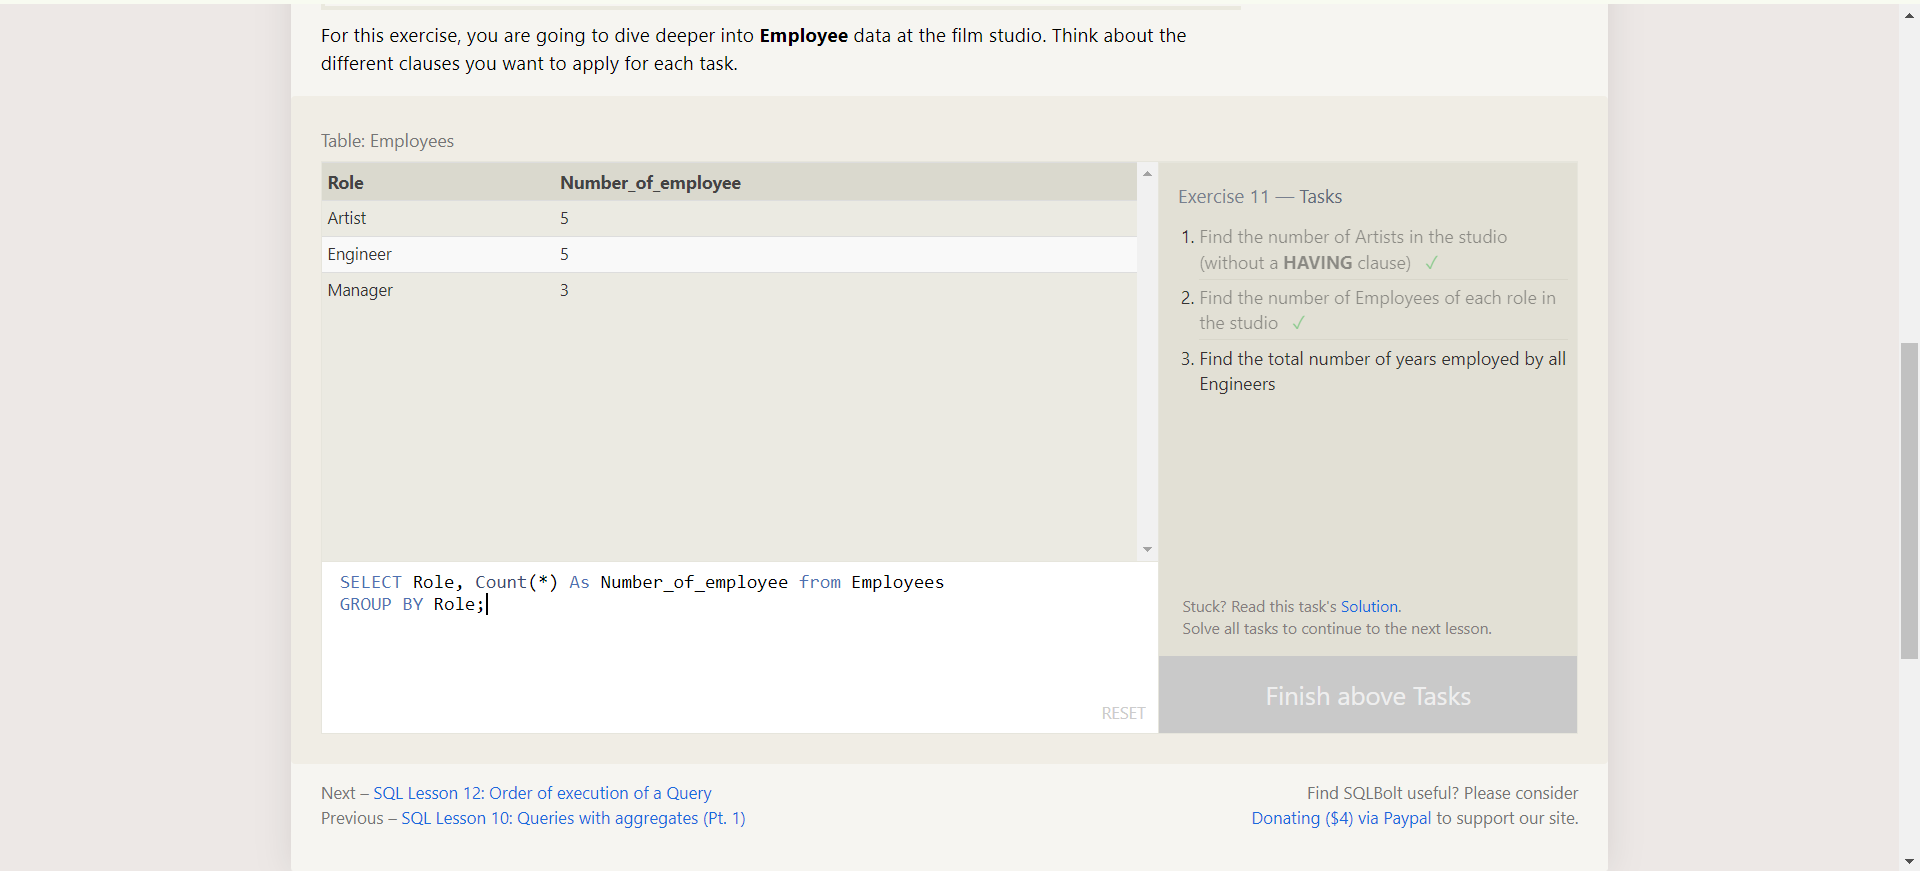 For this exercise, you are going to dive deeper into Employee data at the film studio. Think about the
different clauses you want to apply for each task.
Table: Employees
Role Number_of_employee
Artist 5
Engineer 5
Manager 3
SELECT Role, Count(*) As Number_of_employee from Employees
GROUP BY Role;
RESET
Exercise 11 — Tasks
1. Find the number of Artists in the studio
(without a HAVING clause) ✓
2. Find the number of Employees of each role in
the studio ✓
3. Find the total number of years employed by all
Engineers
Stuck? Read this task's Solution.
Solve all tasks to continue to the next lesson.
Finish above Tasks
Next – SQL Lesson 12: Order of execution of a Query
Previous – SQL Lesson 10: Queries with aggregates (Pt. 1)
Find SQLBolt useful? Please consider
Donating ($4) via Paypal to support our site.